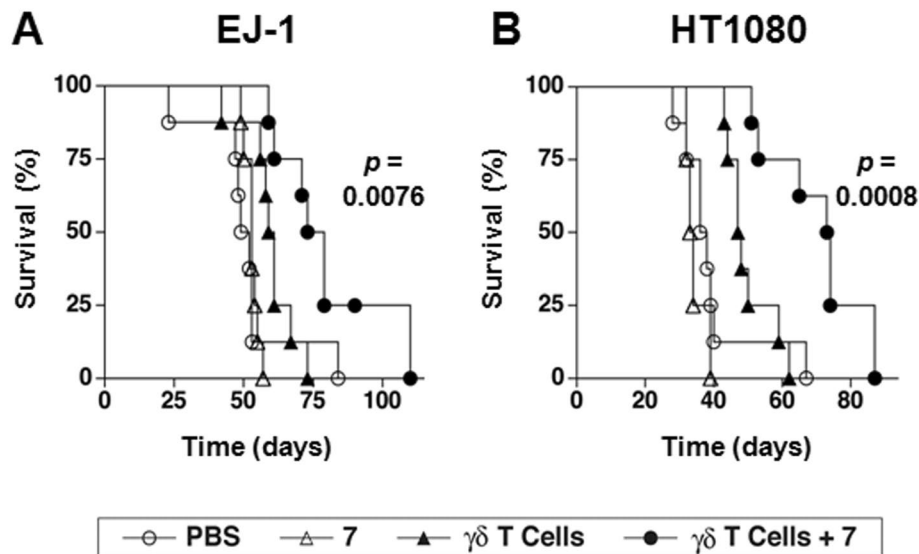 A
EJ-1
Survival (%)
100
75
50
25
0
p =
0.0076
0
25
50
75
100
Time (days)
B
HT1080
Survival (%)
100
75
50
25
0
p =
0.0008
0
20
40
60
80
Time (days)
PBS
7
γδ T Cells
γδ T Cells + 7